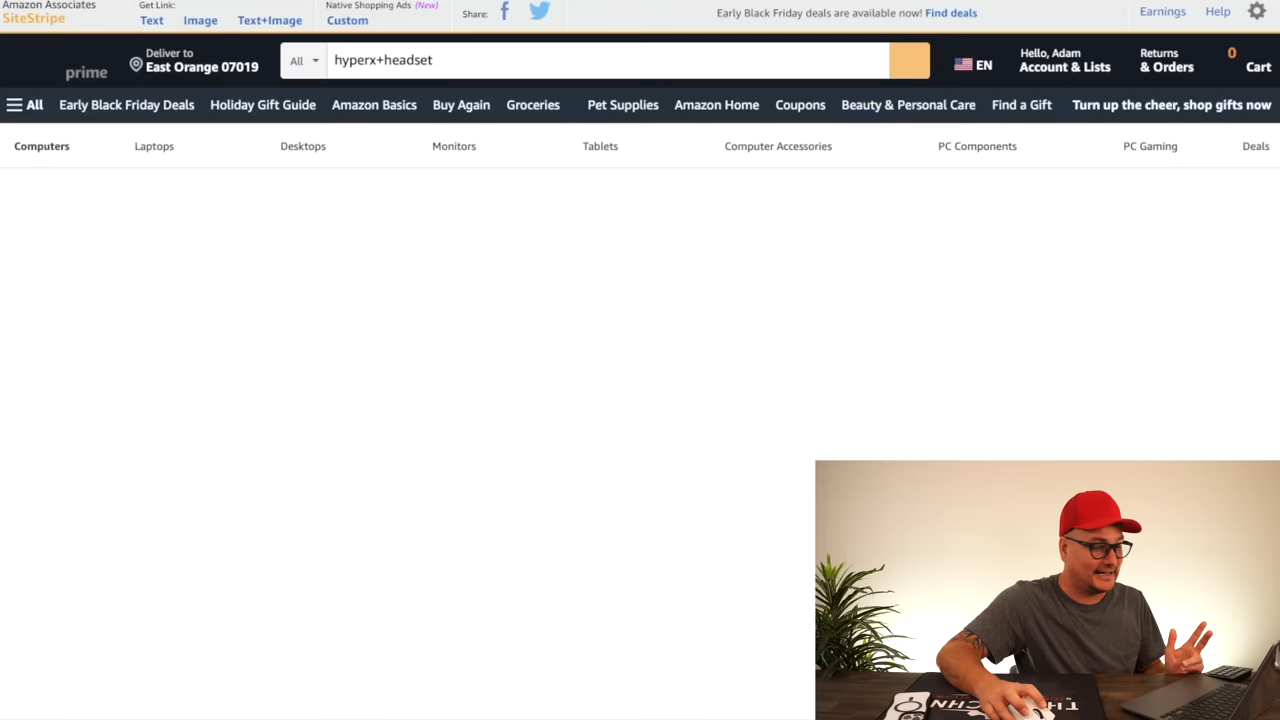 Amazon Associates
SiteStripe
Get Link:
Text Image Text+Image
Native Shopping Ads (New)
Custom
Share:
Early Black Friday deals are available now! Find deals
Earnings Help
prime
Deliver to
East Orange 07019
All
hyperx+headset
EN
Hello, Adam
Account & Lists
Returns
& Orders
0
Cart
All Early Black Friday Deals Holiday Gift Guide Amazon Basics Buy Again Groceries Pet Supplies Amazon Home Coupons Beauty & Personal Care Find a Gift Turn up the cheer, shop gifts now
Computers Laptops Desktops Monitors Tablets Computer Accessories PC Components PC Gaming Deals